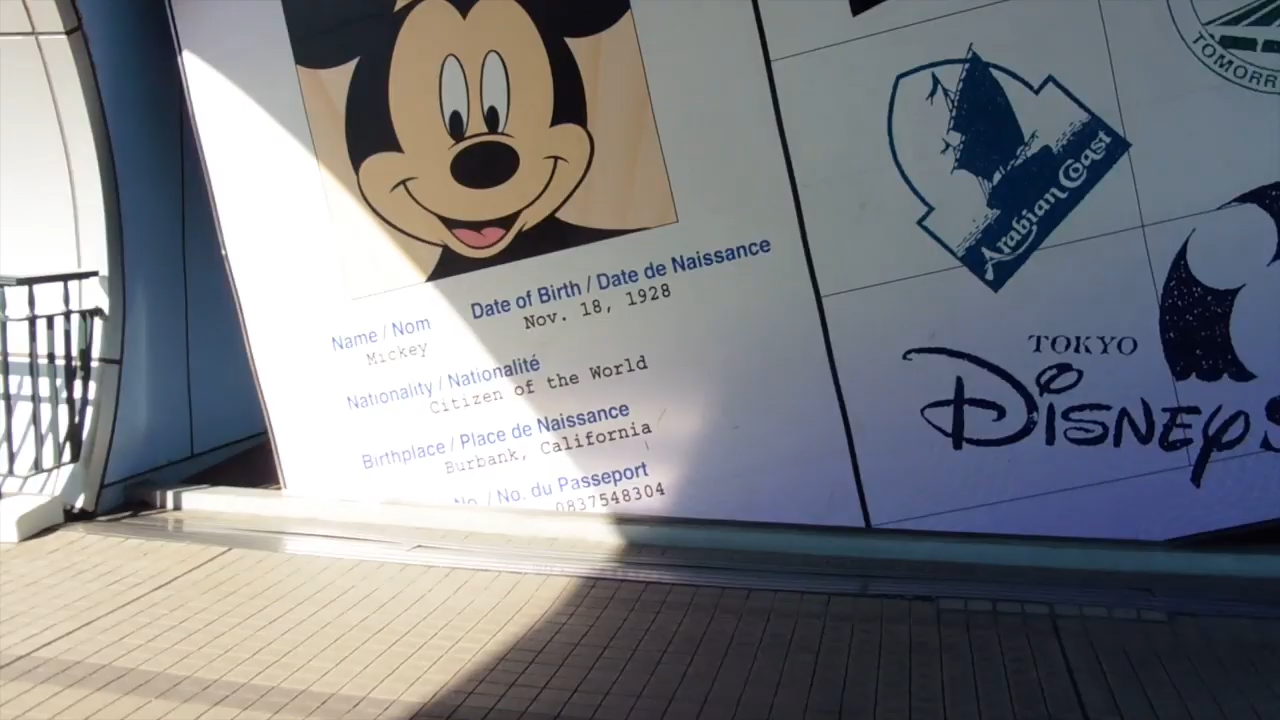 Date of Birth / Date de Naissance
Nov. 18, 1928
Name / Nom
Mickey
Nationality / Nationalité
Citizen of the World
Birthplace / Place de Naissance
Burbank, California
No. / No. du Passeport
0837548304
TOMORR
Arabian Coast
TOKYO
DISNEYS